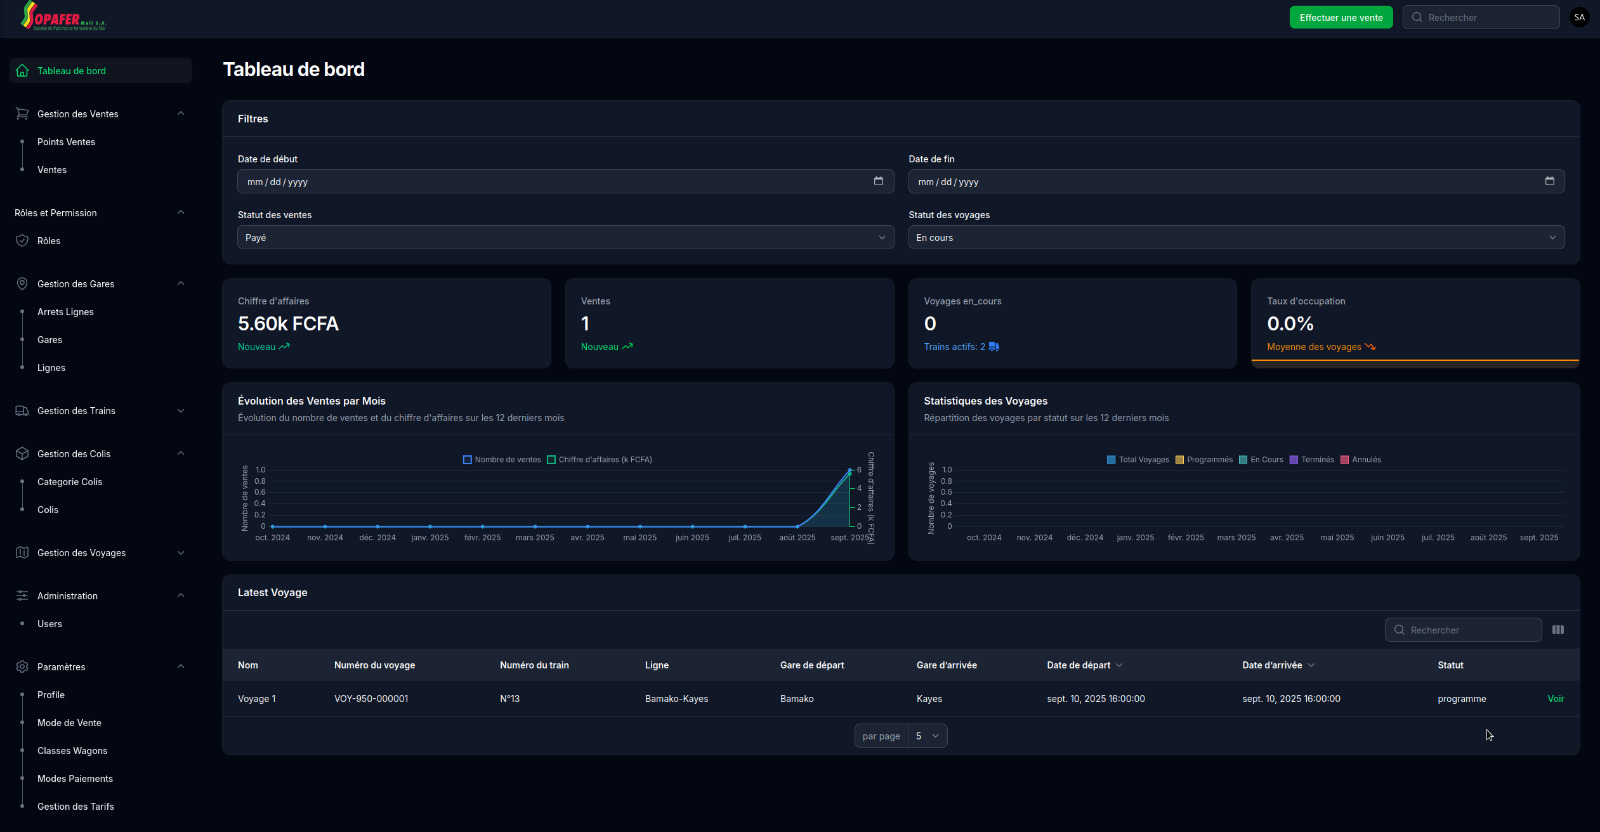 SOPAFER Mali S.A.
Effectuer une vente
Rechercher
SA
Tableau de bord
Gestion des Ventes
Points Ventes
Ventes
Rôles et Permission
Rôles
Gestion des Gares
Arrets Lignes
Gares
Lignes
Gestion des Trains
Gestion des Colis
Categorie Colis
Colis
Gestion des Voyages
Administration
Users
Paramètres
Profile
Mode de Vente
Classes Wagons
Modes Paiements
Gestion des Tarifs
Tableau de bord
Filtres
Date de début
Date de fin
mm / dd / yyyy
mm / dd / yyyy
Statut des ventes
Statut des voyages
Payé
En cours
Chiffre d'affaires
5.60k FCFA
Nouveau
Ventes
1
Nouveau
Voyages en_cours
0
Trains actifs: 2
Taux d'occupation
0.0%
Moyenne des voyages
Évolution des Ventes par Mois
Évolution du nombre de ventes et du chiffre d'affaires sur les 12 derniers mois
Nombre de ventes Chiffre d'affaires (k FCFA)
Nombre de ventes
1.0
0.8
0.6
0.4
0.2
0
6
4
2
0
Chiffre d'affaires (k FCFA)
oct. 2024 nov. 2024 déc. 2024 janv. 2025 févr. 2025 mars 2025 avr. 2025 mai 2025 juin 2025 juil. 2025 août 2025 sept. 2025
Statistiques des Voyages
Répartition des voyages par statut sur les 12 derniers mois
Total Voyages Programmés En Cours Terminés Annulés
Nombre de voyages
1.0
0.8
0.6
0.4
0.2
0
oct. 2024 nov. 2024 déc. 2024 janv. 2025 févr. 2025 mars 2025 avr. 2025 mai 2025 juin 2025 juil. 2025 août 2025 sept. 2025
Latest Voyage
Rechercher
Nom Numéro du voyage Numéro du train Ligne Gare de départ Gare d'arrivée Date de départ Date d'arrivée Statut
Voyage 1 VOY-950-000001 N°13 Bamako-Kayes Bamako Kayes sept. 10, 2025 16:00:00 sept. 10, 2025 16:00:00 programme Voir
par page 5